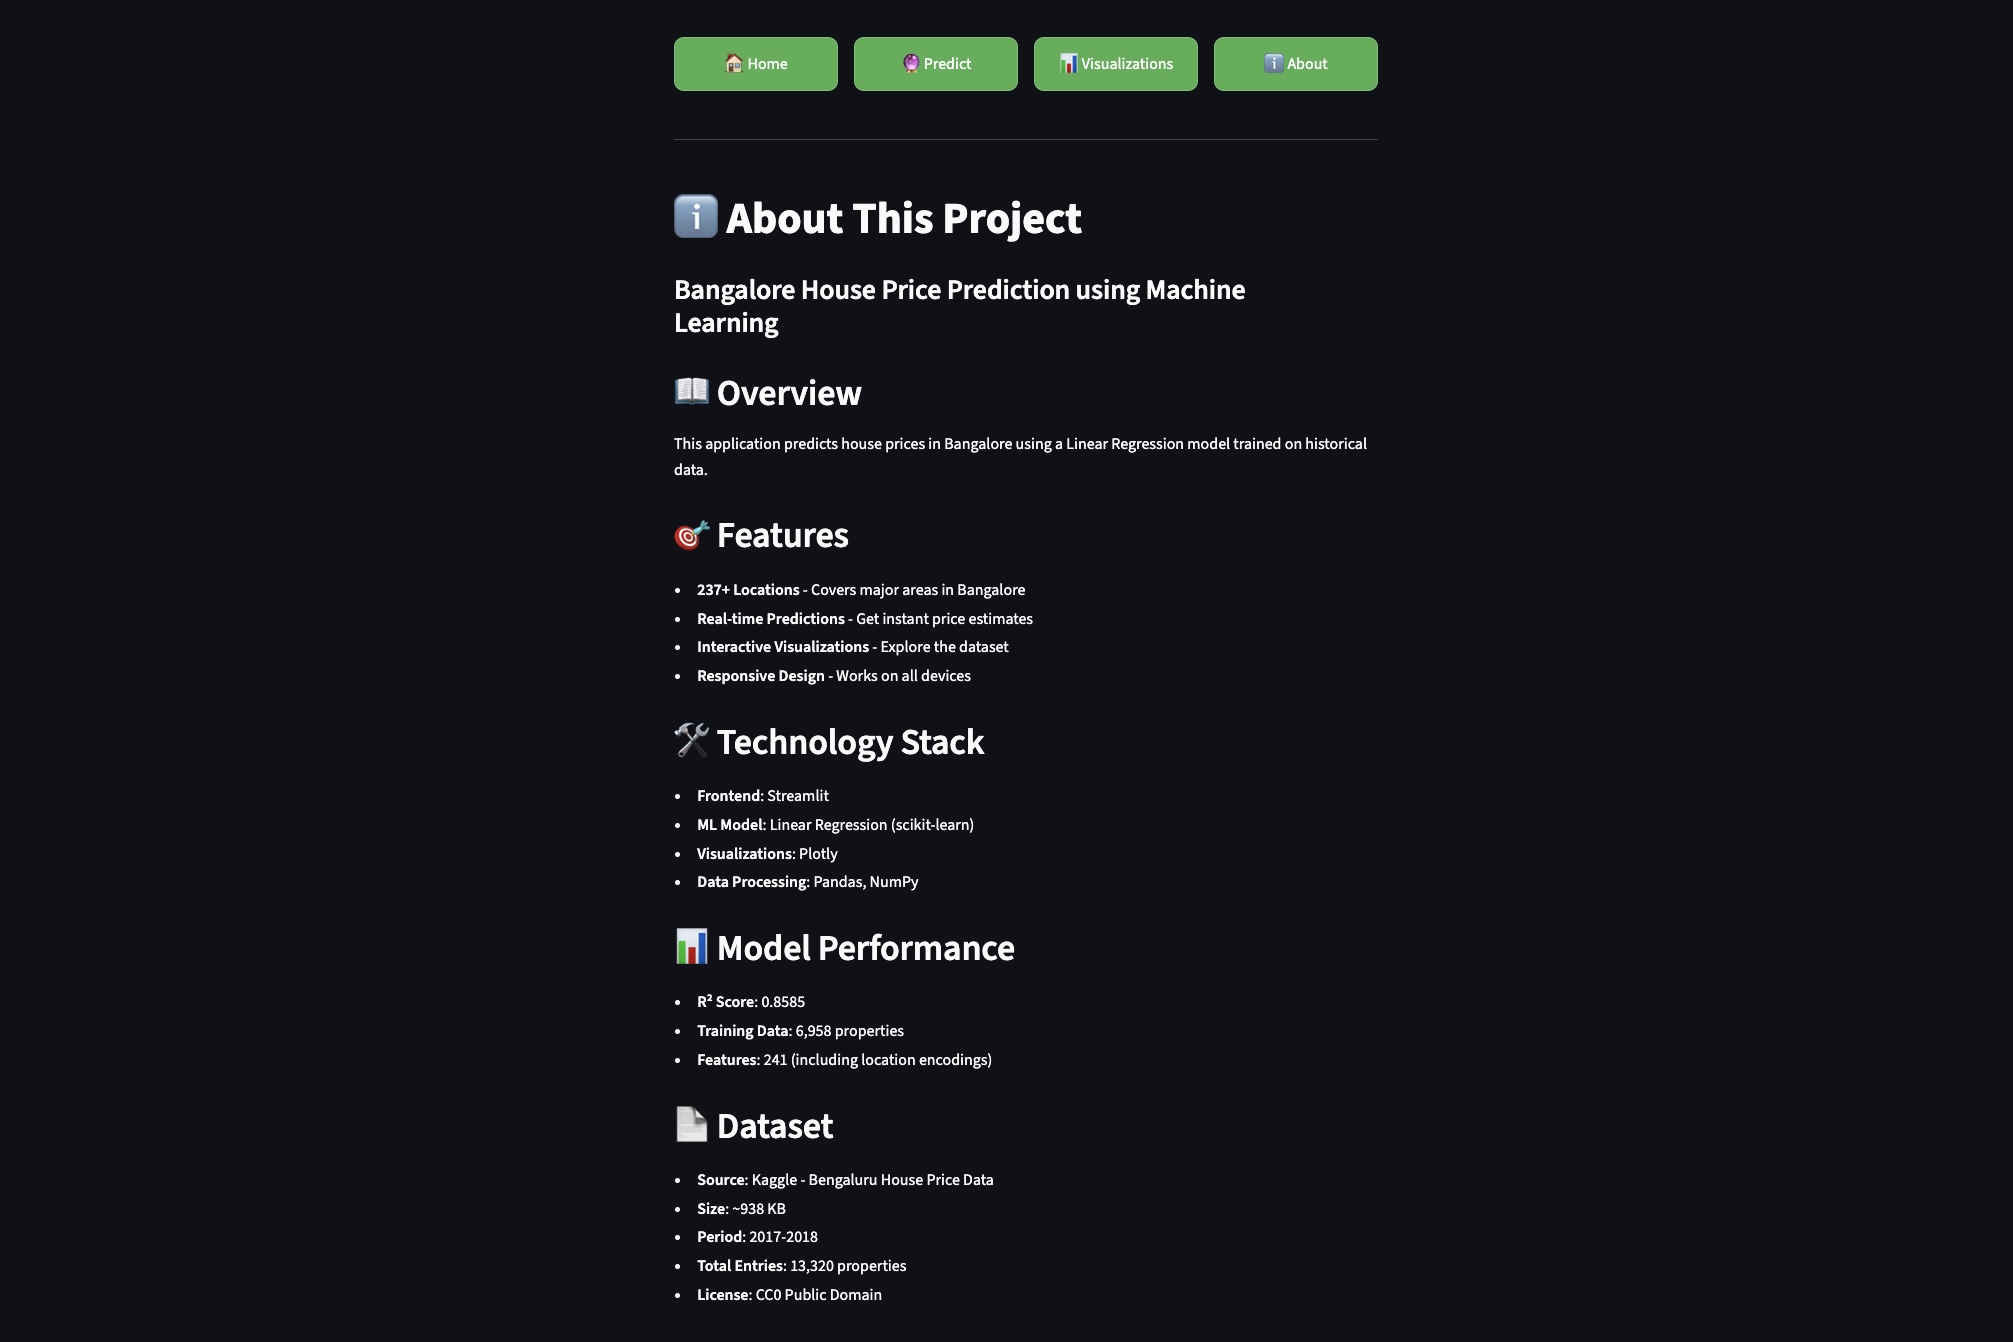 🏠 Home
🔮 Predict
📊 Visualizations
ℹ️ About
ℹ️ About This Project
Bangalore House Price Prediction using Machine
Learning
📖 Overview
This application predicts house prices in Bangalore using a Linear Regression model trained on historical
data.
🎯 Features
• 237+ Locations - Covers major areas in Bangalore
• Real-time Predictions - Get instant price estimates
• Interactive Visualizations - Explore the dataset
• Responsive Design - Works on all devices
🛠️ Technology Stack
• Frontend: Streamlit
• ML Model: Linear Regression (scikit-learn)
• Visualizations: Plotly
• Data Processing: Pandas, NumPy
📊 Model Performance
• R² Score: 0.8585
• Training Data: 6,958 properties
• Features: 241 (including location encodings)
📄 Dataset
• Source: Kaggle - Bengaluru House Price Data
• Size: ~938 KB
• Period: 2017-2018
• Total Entries: 13,320 properties
• License: CC0 Public Domain